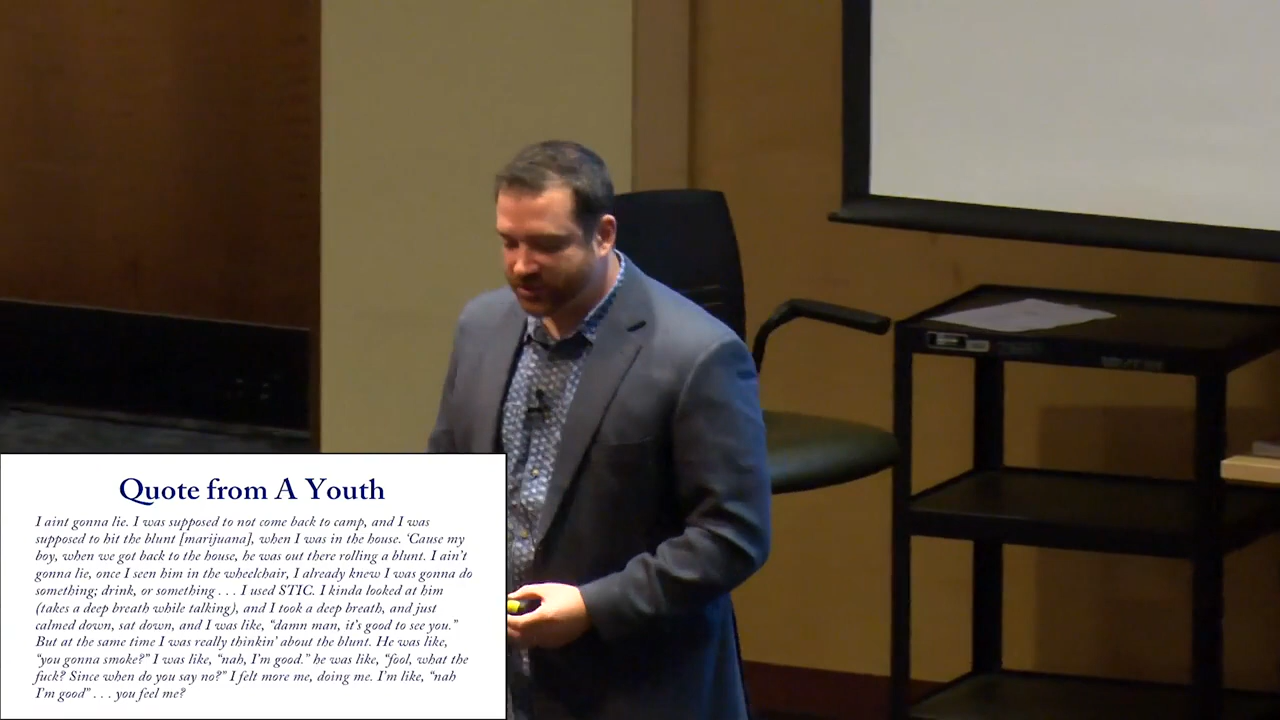 Quote from A Youth
I aint gonna lie. I was supposed to not come back to camp, and I was
supposed to hit the blunt [marijuana], when I was in the house. ‘Cause my
boy, when we got back to the house, he was out there rolling a blunt. I ain’t
gonna lie, once I seen him in the wheelchair, I already knew I was gonna do
something; drink, or something . . . I used STIC. I kinda looked at him
(takes a deep breath while talking), and I took a deep breath, and just
calmed down, sat down, and I was like, “damn man, it’s good to see you.”
But at the same time I was really thinkin’ about the blunt. He was like,
“you gonna smoke?” I was like, “nah, I’m good.” he was like, “fool, what the
fuck? Since when do you say no?” I felt more me, doing me. I’m like, “nah
I’m good” . . . you feel me?